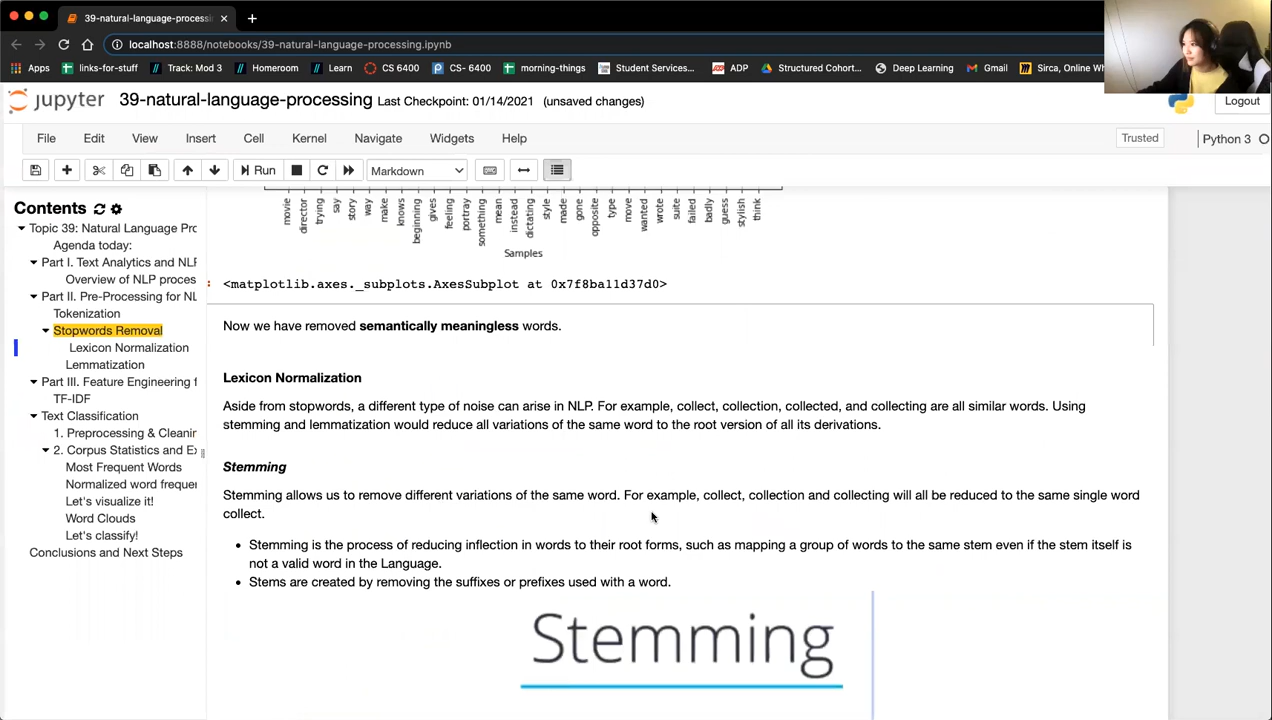 39-natural-language-processin
localhost:8888/notebooks/39-natural-language-processing.ipynb
Apps links-for-stuff Track: Mod 3 Homeroom Learn CS 6400 CS- 6400 morning-things Student Services... ADP Structured Cohort... Deep Learning Gmail Sirca, Online W
jupyter 39-natural-language-processing Last Checkpoint: 01/14/2021 (unsaved changes) Logout
File Edit View Insert Cell Kernel Navigate Widgets Help Trusted Python 3
Run Markdown
Contents
Topic 39: Natural Language Prc
Agenda today:
Part I. Text Analytics and NLF
Overview of NLP proces
Part II. Pre-Processing for NL
Tokenization
Stopwords Removal
Lexicon Normalization
Lemmatization
Part III. Feature Engineering f
TF-IDF
Text Classification
1. Preprocessing & Cleanir
2. Corpus Statistics and Ex
Most Frequent Words
Normalized word frequer
Let's visualize it!
Word Clouds
Let's classify!
Conclusions and Next Steps
movie director trying say story way make knows beginning gives feeling portray something mean instead dictating style made gone opposite type move wanted wrote suite failed badly guess stylish think
Samples
<matplotlib.axes._subplots.AxesSubplot at 0x7f8ba11d37d0>
Now we have removed semantically meaningless words.
Lexicon Normalization
Aside from stopwords, a different type of noise can arise in NLP. For example, collect, collection, collected, and collecting are all similar words. Using
stemming and lemmatization would reduce all variations of the same word to the root version of all its derivations.
Stemming
Stemming allows us to remove different variations of the same word. For example, collect, collection and collecting will all be reduced to the same single word
collect.
• Stemming is the process of reducing inflection in words to their root forms, such as mapping a group of words to the same stem even if the stem itself is
not a valid word in the Language.
• Stems are created by removing the suffixes or prefixes used with a word.
Stemming